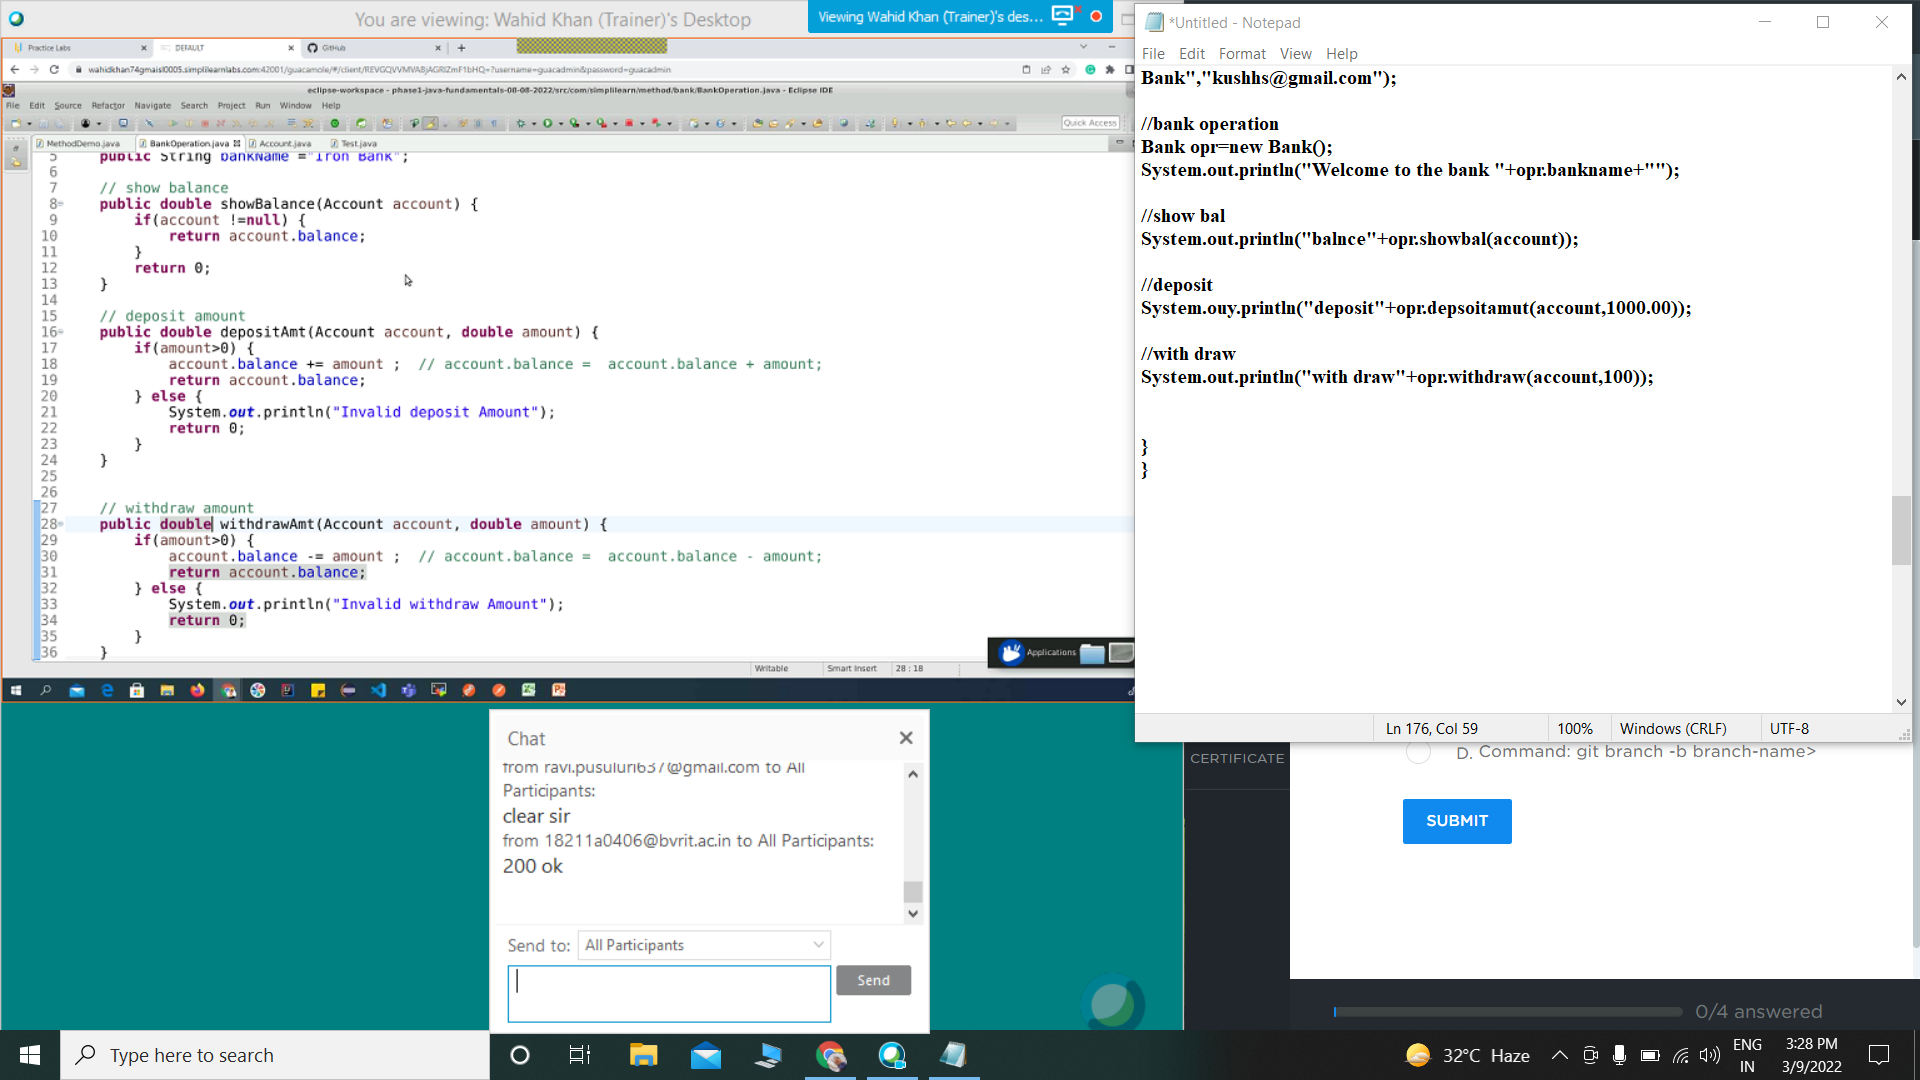 You are viewing: Wahid Khan (Trainer)'s Desktop
Viewing Wahid Khan (Trainer)'s des...
Practice Labs
DEFAULT
GitHub
wahidkhan74gmail0005.simplilearnlabs.com:42001/guacamole/#/client/
eclipse-workspace - phase1-java-fundamentals-08-08-2022/src/com/simplilearn/method/bank/BankOperation.java - Eclipse IDE
File Edit Source Refactor Navigate Search Project Run Window Help
Quick Access
MethodDemo.java BankOperation.java Account.java Test.java
5 public String bankName ="Iron Bank";
6
7 // show balance
8 public double showBalance(Account account) {
9 if(account !=null) {
10 return account.balance;
11 }
12 return 0;
13 }
14
15 // deposit amount
16 public double depositAmt(Account account, double amount) {
17 if(amount>0) {
18 account.balance += amount ; // account.balance = account.balance + amount;
19 return account.balance;
20 } else {
21 System.out.println("Invalid deposit Amount");
22 return 0;
23 }
24 }
25
26
27 // withdraw amount
28 public double withdrawAmt(Account account, double amount) {
29 if(amount>0) {
30 account.balance -= amount ; // account.balance = account.balance - amount;
31 return account.balance;
32 } else {
33 System.out.println("Invalid withdraw Amount");
34 return 0;
35 }
36 }
Applications
Writable Smart Insert 28 : 18
*Untitled - Notepad
File Edit Format View Help
Bank","kushhs@gmail.com");
//bank operation
Bank opr=new Bank();
System.out.println("Welcome to the bank "+opr.bankname+"");
//show bal
System.out.println("balnce"+opr.showbal(account));
//deposit
System.ouy.println("deposit"+opr.depsoitamut(account,1000.00));
//with draw
System.out.println("with draw"+opr.withdraw(account,100));
}
}
Ln 176, Col 59 100% Windows (CRLF) UTF-8
CERTIFICATE
D. Command: git branch -b branch-name>
SUBMIT
0/4 answered
Chat
from ravi.pusuluri637@gmail.com to All
Participants:
clear sir
from 18211a0406@bvrit.ac.in to All Participants:
200 ok
Send to: All Participants
Send
Type here to search
32°C Haze
ENG
IN
3:28 PM
3/9/2022